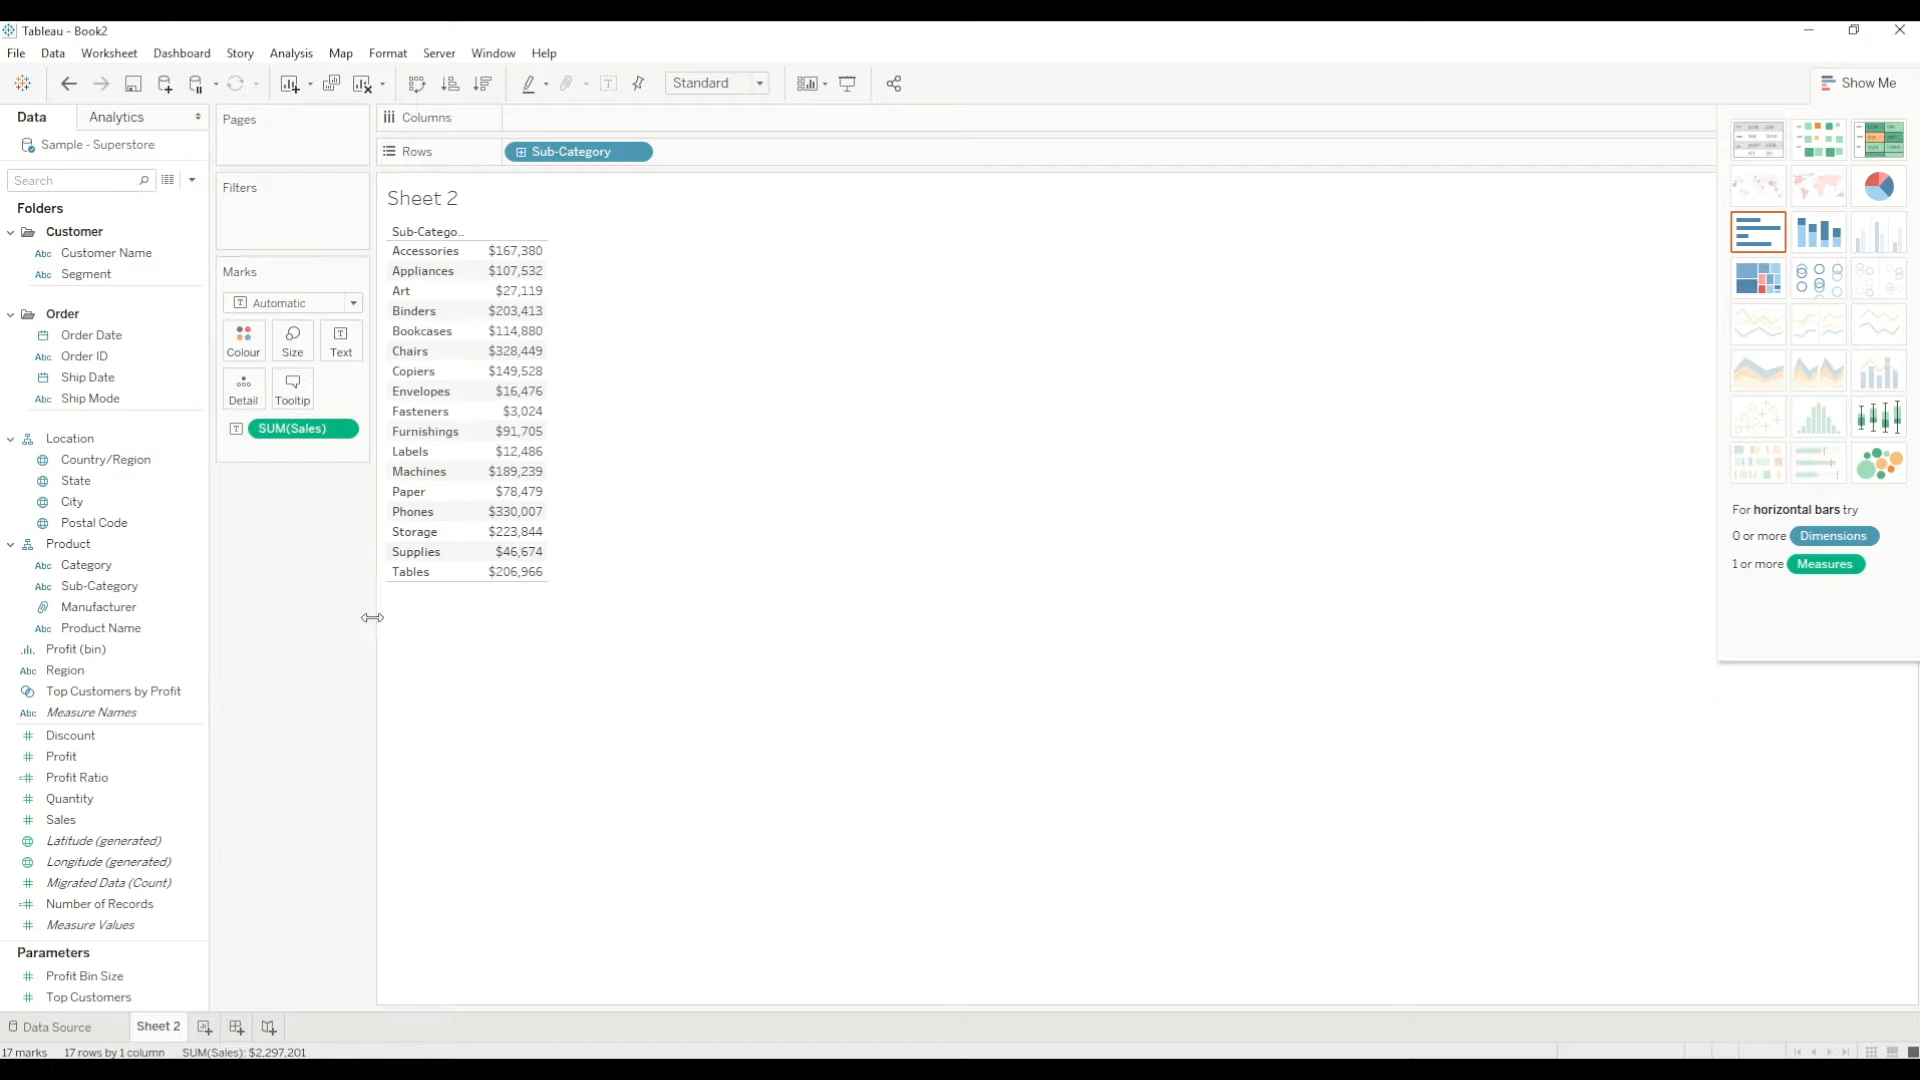 Tableau - Book2
File Data Worksheet Dashboard Story Analysis Map Format Server Window Help
Standard
Show Me
Data Analytics
Sample - Superstore
Search
Folders
Customer
Abc Customer Name
Abc Segment
Order
Order Date
Abc Order ID
Ship Date
Abc Ship Mode
Location
Country/Region
State
City
Postal Code
Product
Abc Category
Abc Sub-Category
Manufacturer
Abc Product Name
Profit (bin)
Abc Region
Top Customers by Profit
Abc Measure Names
# Discount
# Profit
=# Profit Ratio
# Quantity
# Sales
Latitude (generated)
Longitude (generated)
# Migrated Data (Count)
=# Number of Records
# Measure Values
Parameters
# Profit Bin Size
# Top Customers
Pages
Filters
Marks
T Automatic
Colour Size Text
Detail Tooltip
T SUM(Sales)
Columns
Rows Sub-Category
Sheet 2
Sub-Catego..
Accessories $167,380
Appliances $107,532
Art $27,119
Binders $203,413
Bookcases $114,880
Chairs $328,449
Copiers $149,528
Envelopes $16,476
Fasteners $3,024
Furnishings $91,705
Labels $12,486
Machines $189,239
Paper $78,479
Phones $330,007
Storage $223,844
Supplies $46,674
Tables $206,966
For horizontal bars try
0 or more Dimensions
1 or more Measures
Data Source Sheet 2
17 marks 17 rows by 1 column SUM(Sales): $2,297,201